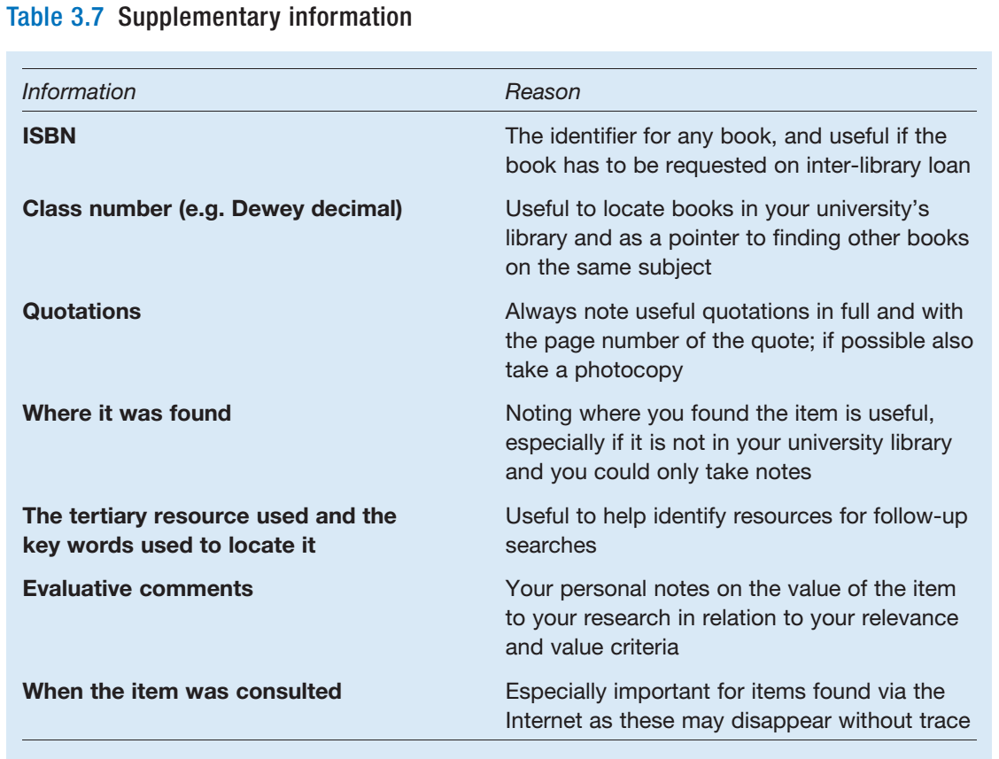 Table 3.7 Supplementary information
Information
Reason
ISBN
The identifier for any book, and useful if the
book has to be requested on inter-library loan
Class number (e.g. Dewey decimal)
Useful to locate books in your university’s
library and as a pointer to finding other books
on the same subject
Quotations
Always note useful quotations in full and with
the page number of the quote; if possible also
take a photocopy
Where it was found
Noting where you found the item is useful,
especially if it is not in your university library
and you could only take notes
The tertiary resource used and the
key words used to locate it
Useful to help identify resources for follow-up
searches
Evaluative comments
Your personal notes on the value of the item
to your research in relation to your relevance
and value criteria
When the item was consulted
Especially important for items found via the
Internet as these may disappear without trace